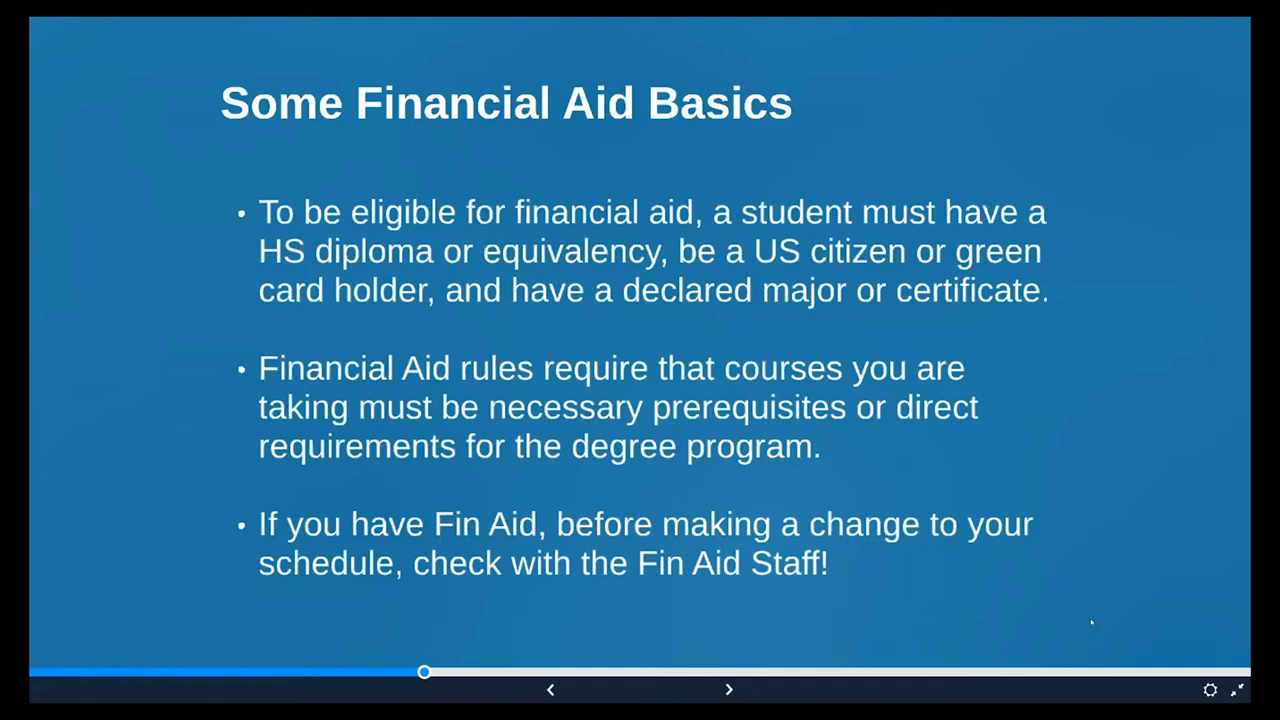 Some Financial Aid Basics
• To be eligible for financial aid, a student must have a
HS diploma or equivalency, be a US citizen or green
card holder, and have a declared major or certificate.
• Financial Aid rules require that courses you are
taking must be necessary prerequisites or direct
requirements for the degree program.
• If you have Fin Aid, before making a change to your
schedule, check with the Fin Aid Staff!